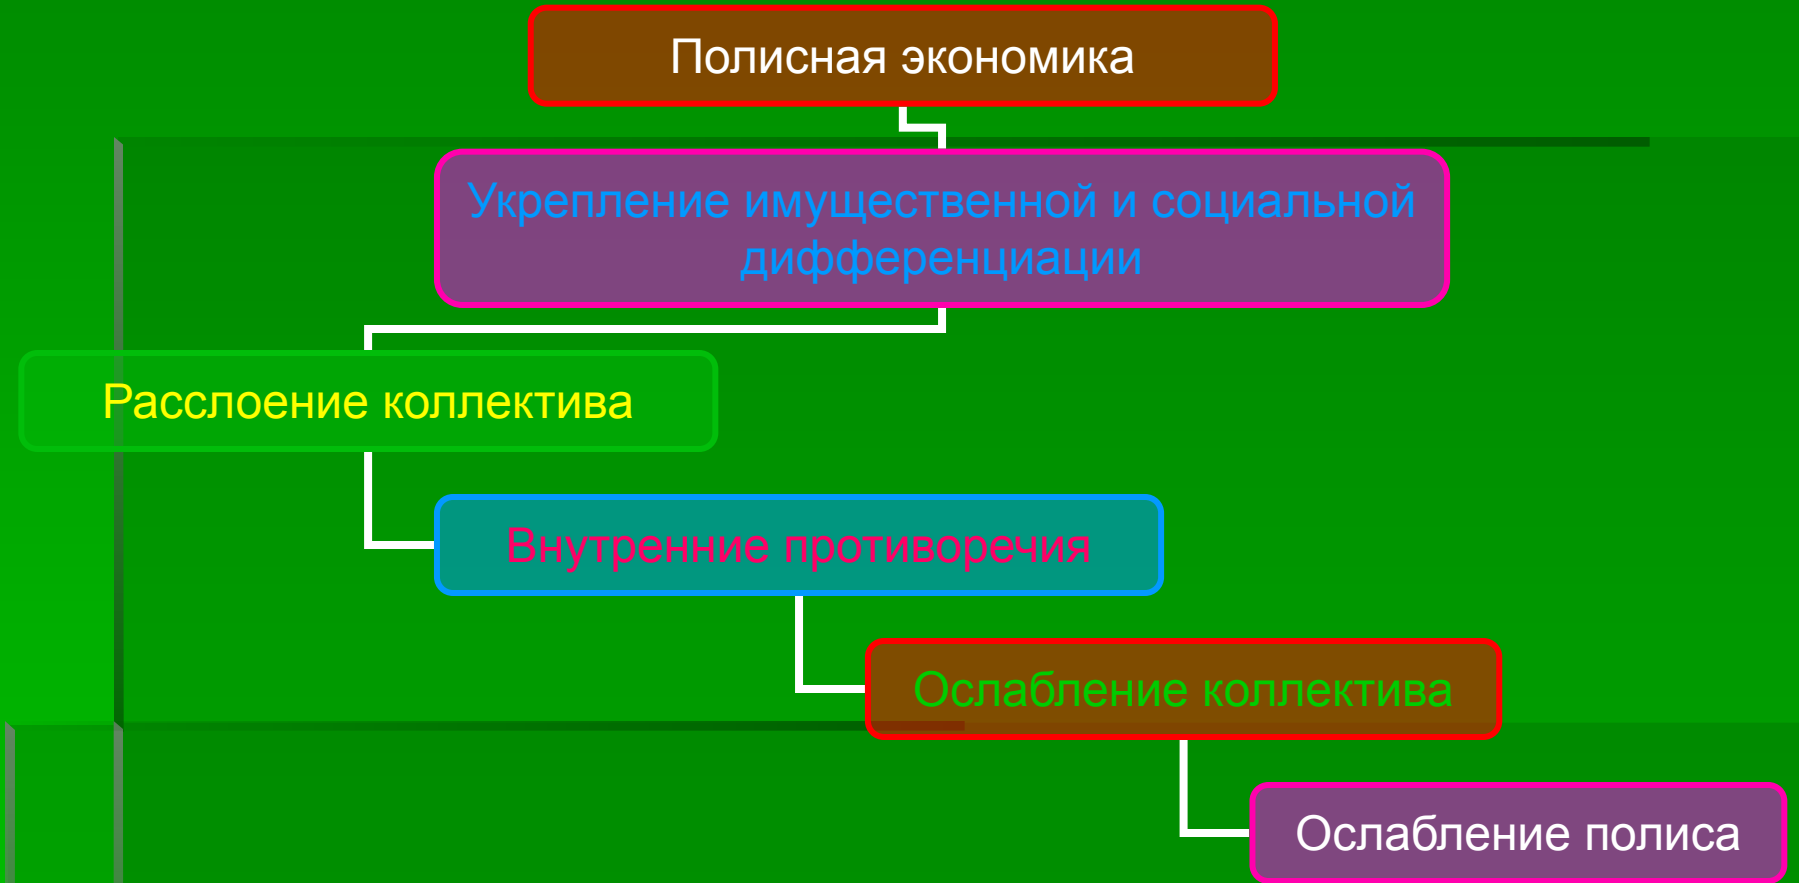 Полисная экономика
Укрепление имущественной и социальной
дифференциации
Расслоение коллектива
Внутренние противоречия
Ослабление коллектива
Ослабление полиса